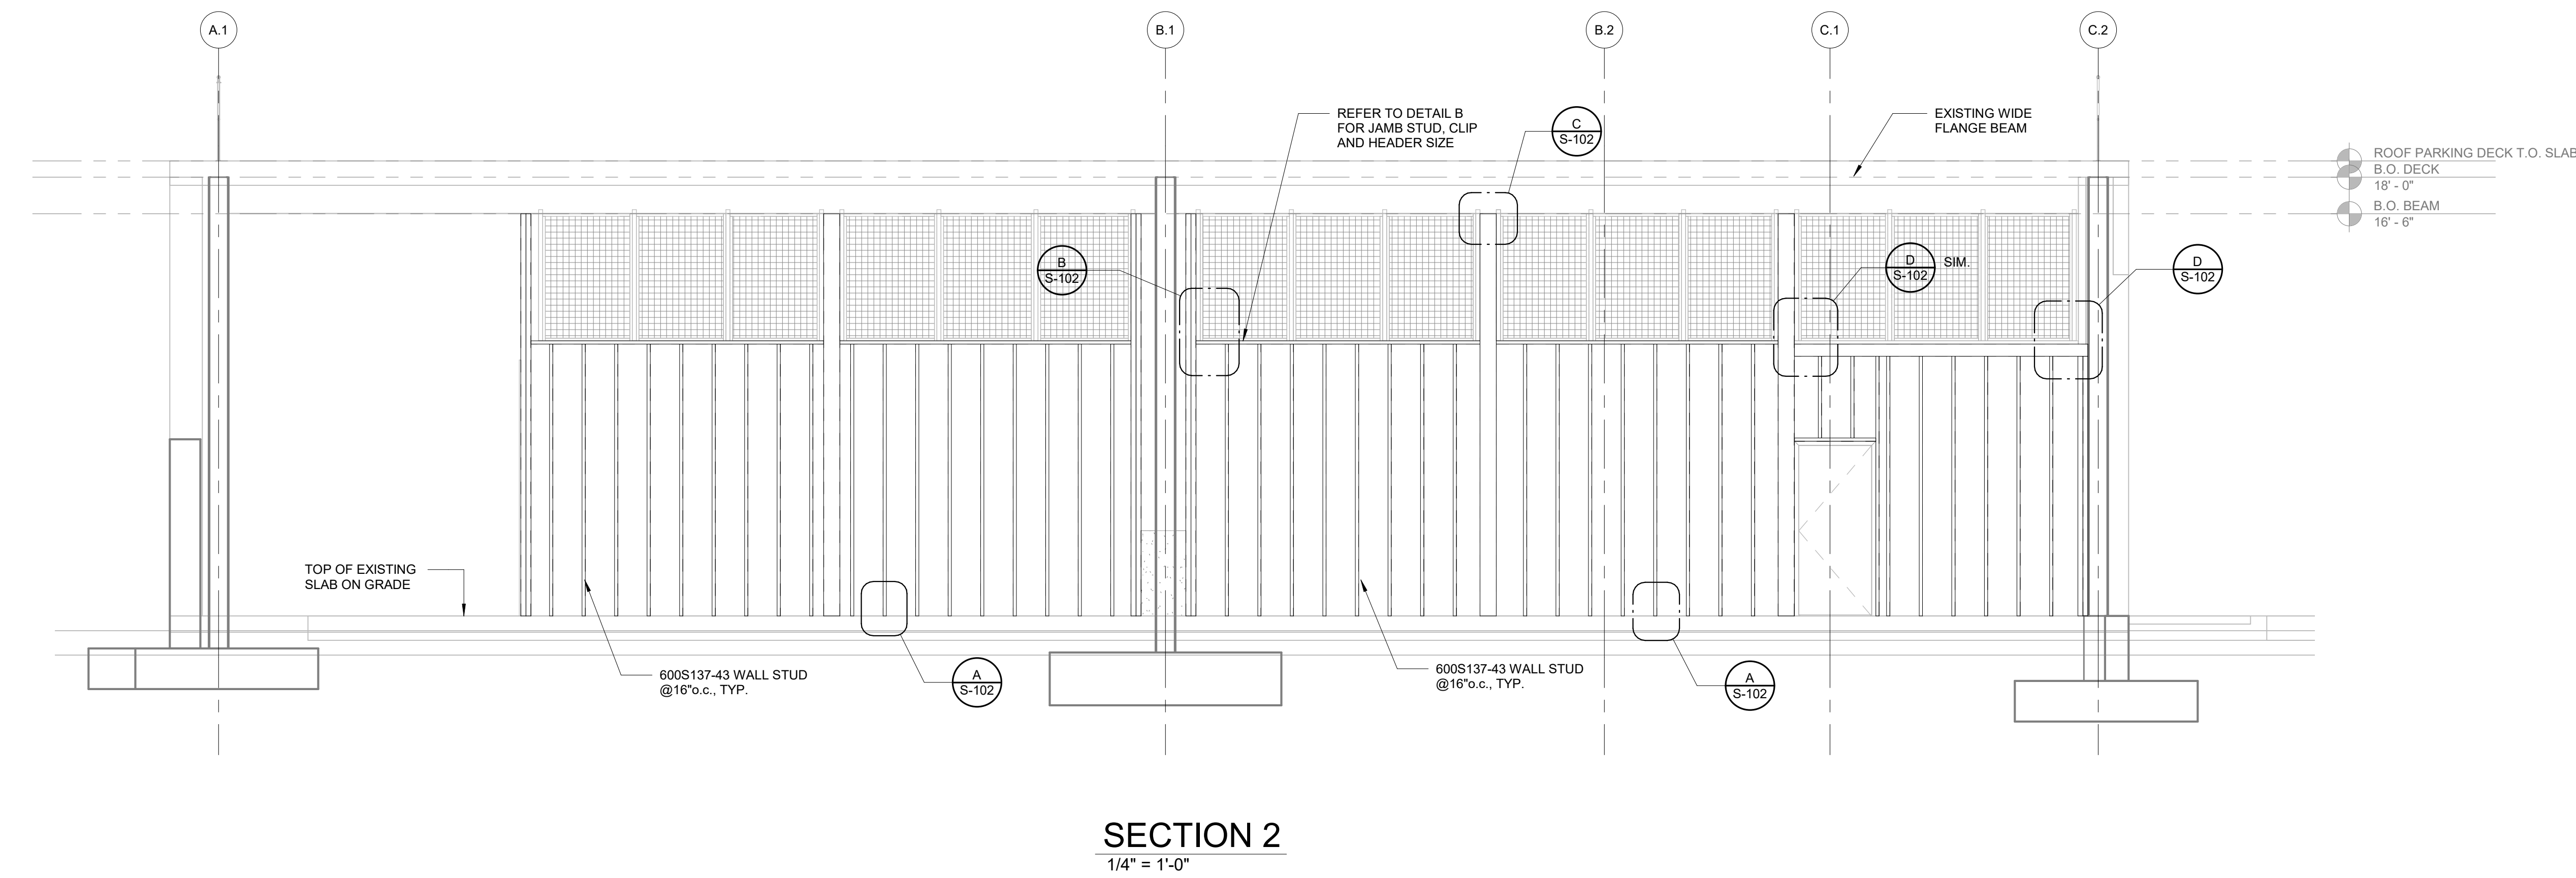 A.1
B.1
B.2
C.1
C.2
REFER TO DETAIL B
FOR JAMB STUD, CLIP
AND HEADER SIZE
C
S-102
EXISTING WIDE
FLANGE BEAM
ROOF PARKING DECK T.O. SLAB
B.O. DECK
18' - 0"
B.O. BEAM
16' - 6"
B
S-102
D
S-102
SIM.
D
S-102
TOP OF EXISTING
SLAB ON GRADE
600S137-43 WALL STUD
@16"o.c., TYP.
A
S-102
600S137-43 WALL STUD
@16"o.c., TYP.
A
S-102
SECTION 2
1/4" = 1'-0"